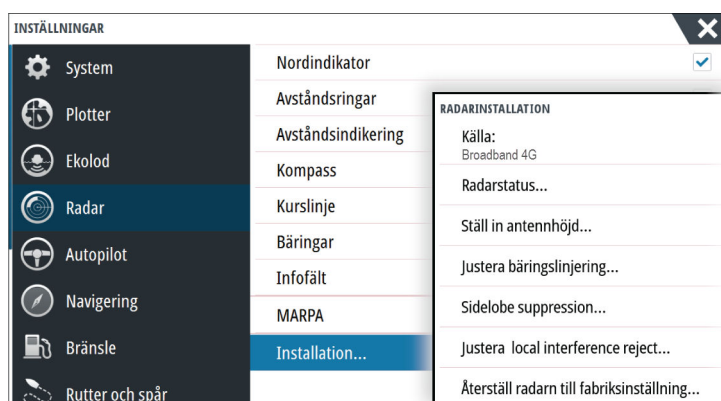 INSTÄLLNINGAR
System
Plotter
Ekolod
Radar
Autopilot
Navigering
Bränsle
Rutter och spår
Nordindikator
Avståndsringar
Avståndsindikering
Kompass
Kurslinje
Bäringar
Infofält
MARPA
Installation...
RADARINSTALLATION
Källa:
Broadband 4G
Radarstatus...
Ställ in antennhöjd...
Justera bäringslinjering...
Sidelobe suppression...
Justera local interference reject...
Återställ radarn till fabriksinställning...